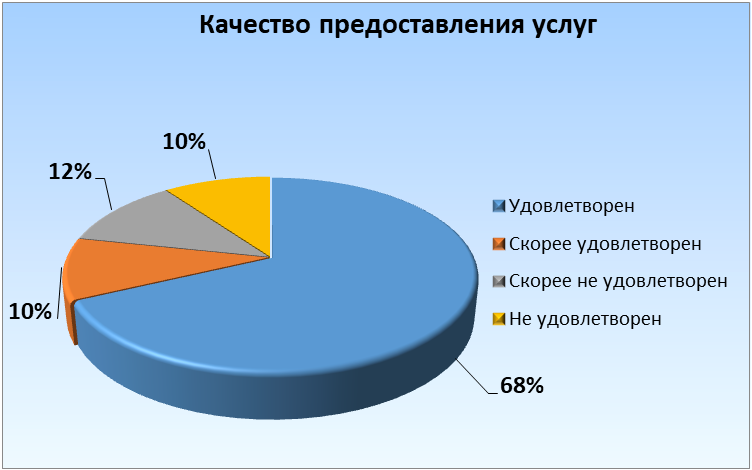 Качество предоставления услуг
10%
12%
10%
68%
Удовлетворен
Скорее удовлетворен
Скорее не удовлетворен
Не удовлетворен